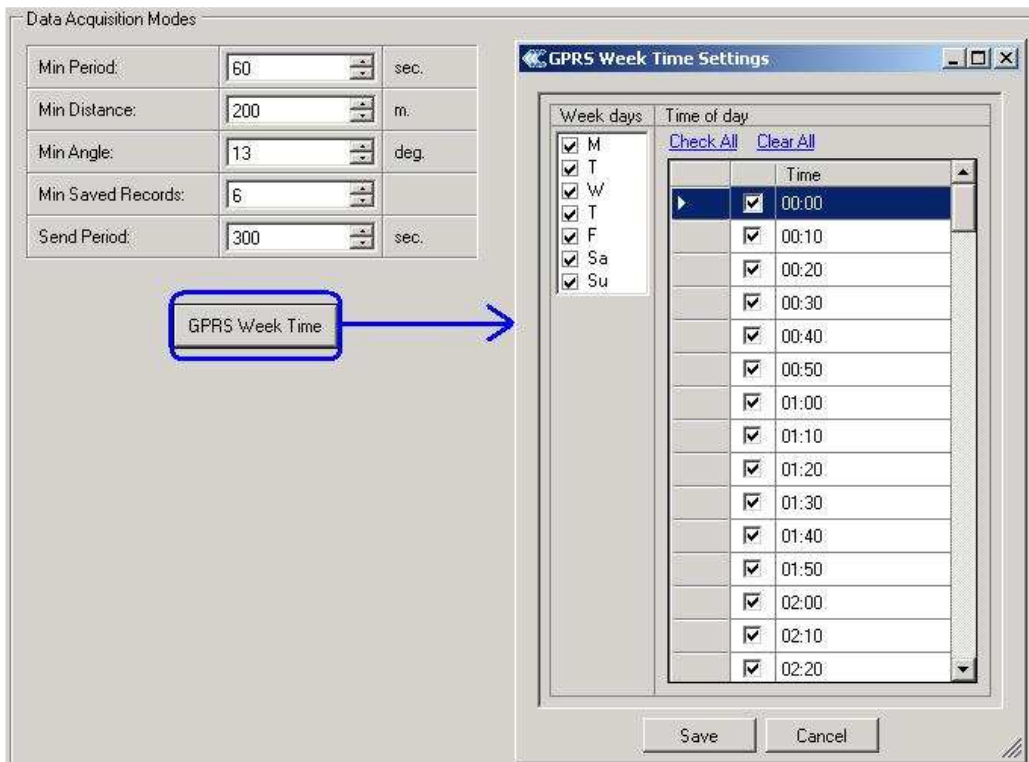 Data Acquisition Modes
Min Period: 60 sec.
Min Distance: 200 m.
Min Angle: 13 deg.
Min Saved Records: 6
Send Period: 300 sec.
GPRS Week Time
GPRS Week Time Settings
Week days
M
T
W
T
F
Sa
Su
Time of day
Check All Clear All
Time
00:00
00:10
00:20
00:30
00:40
00:50
01:00
01:10
01:20
01:30
01:40
01:50
02:00
02:10
02:20
Save Cancel